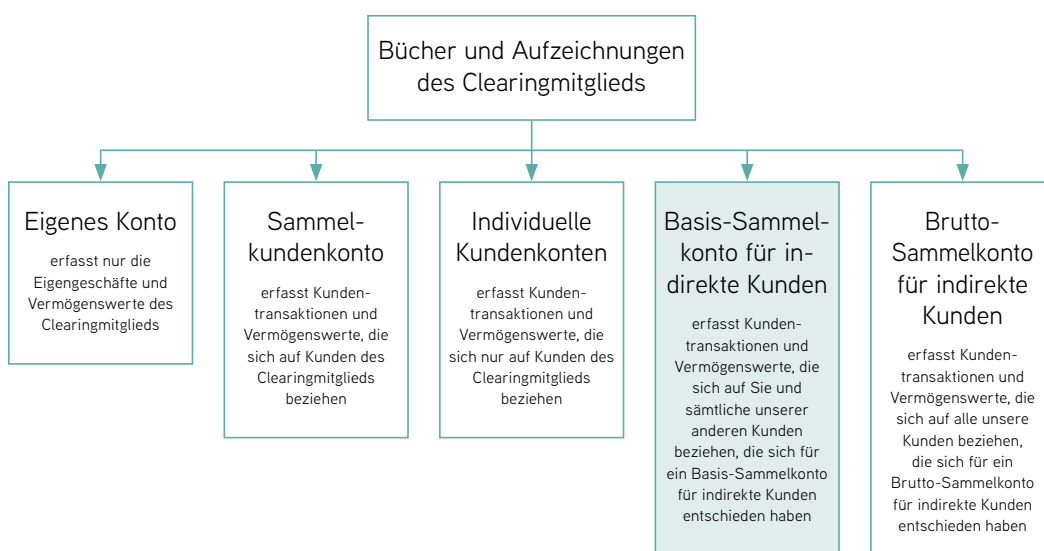 Bücher und Aufzeichnungen
des Clearingmitglieds
Eigenes Konto
erfasst nur die
Eigengeschäfte und
Vermögenswerte des
Clearingmitglieds
Sammel-
kundenkonto
erfasst Kunden-
transaktionen und
Vermögenswerte, die
sich auf Kunden des
Clearingmitglieds
beziehen
Individuelle
Kundenkonten
erfasst Kunden-
transaktionen und
Vermögenswerte, die
sich nur auf Kunden des
Clearingmitglieds
beziehen
Basis-Sammel-
konto für in-
direkte Kunden
erfasst Kunden-
transaktionen und
Vermögenswerte, die
sich auf Sie und
sämtliche unserer
anderen Kunden
beziehen, die sich für
ein Basis-Sammelkonto
für indirekte Kunden
entschieden haben
Brutto-
Sammelkonto
für indirekte
Kunden
erfasst Kunden-
transaktionen und
Vermögenswerte, die
sich auf alle unsere
Kunden beziehen,
die sich für ein
Brutto-Sammelkonto
für indirekte Kunden
entschieden haben